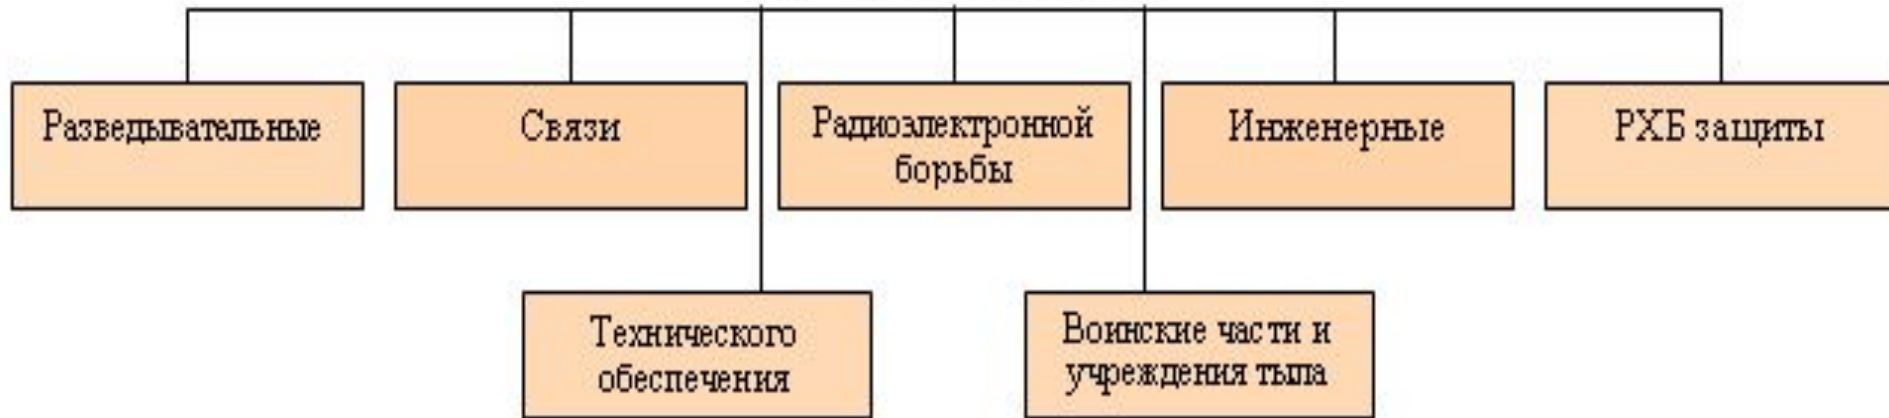 Разведывательные
Связи
Радиоэлектронной
борьбы
Инженерные
РХБ защиты
Технического
обеспечения
Воинские части и
учреждения тыла